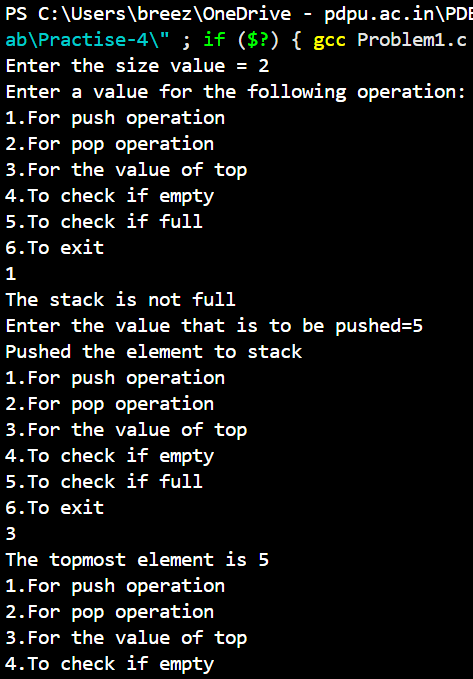 PS C:\Users\breez\OneDrive - pdpu.ac.in\PDE
ab\Practise-4\" ; if ($?) { gcc Problem1.c
Enter the size value = 2
Enter a value for the following operation:
1.For push operation
2.For pop operation
3.For the value of top
4.To check if empty
5.To check if full
6.To exit
1
The stack is not full
Enter the value that is to be pushed=5
Pushed the element to stack
1.For push operation
2.For pop operation
3.For the value of top
4.To check if empty
5.To check if full
6.To exit
3
The topmost element is 5
1.For push operation
2.For pop operation
3.For the value of top
4.To check if empty